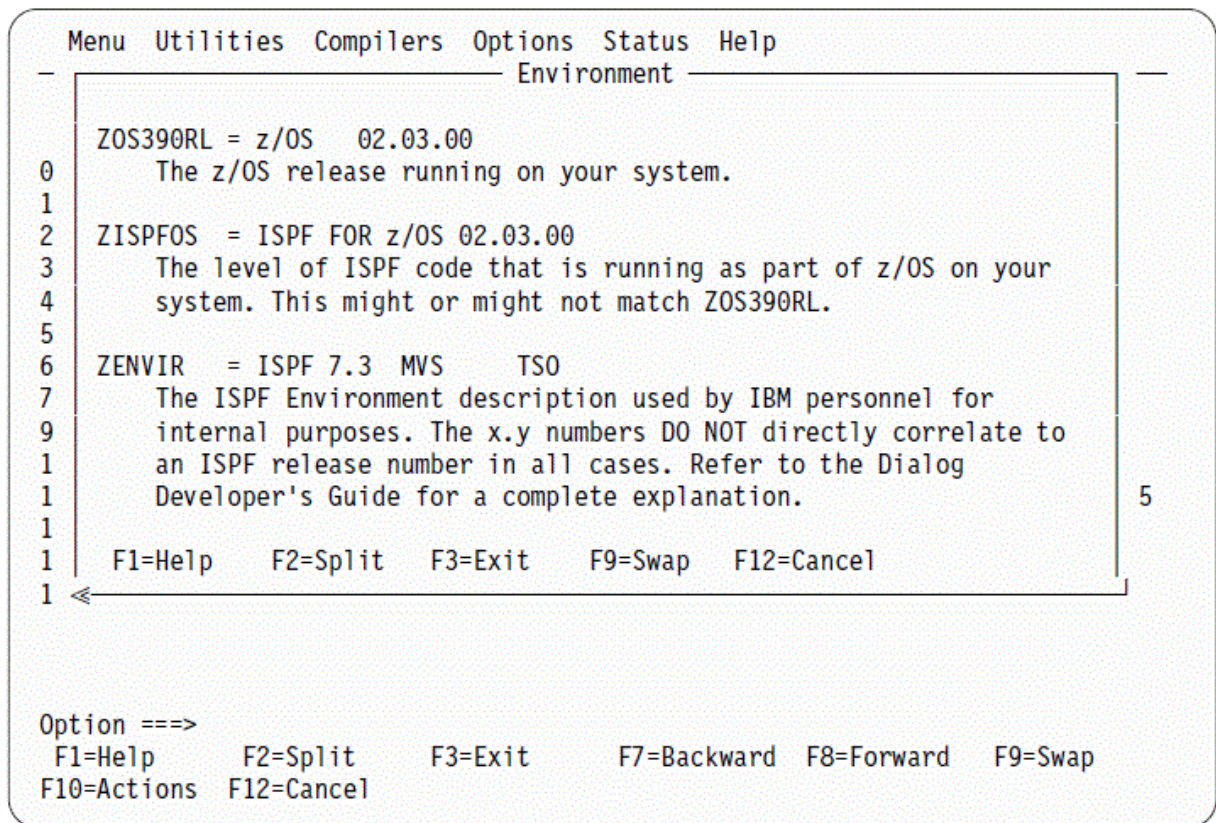 Menu  Utilities  Compilers  Options  Status  Help
Environment
ZOS390RL = z/OS   02.03.00
0 The z/OS release running on your system.
1
2 ZISPFOS  = ISPF FOR z/OS 02.03.00
3 The level of ISPF code that is running as part of z/OS on your
4 system. This might or might not match ZOS390RL.
5
6 ZENVIR   = ISPF 7.3  MVS     TSO
7 The ISPF Environment description used by IBM personnel for
9 internal purposes. The x.y numbers DO NOT directly correlate to
1 an ISPF release number in all cases. Refer to the Dialog
1 Developer's Guide for a complete explanation. 5
1
1 F1=Help    F2=Split   F3=Exit    F9=Swap   F12=Cancel
1
Option ===>
F1=Help      F2=Split     F3=Exit      F7=Backward  F8=Forward   F9=Swap
F10=Actions  F12=Cancel